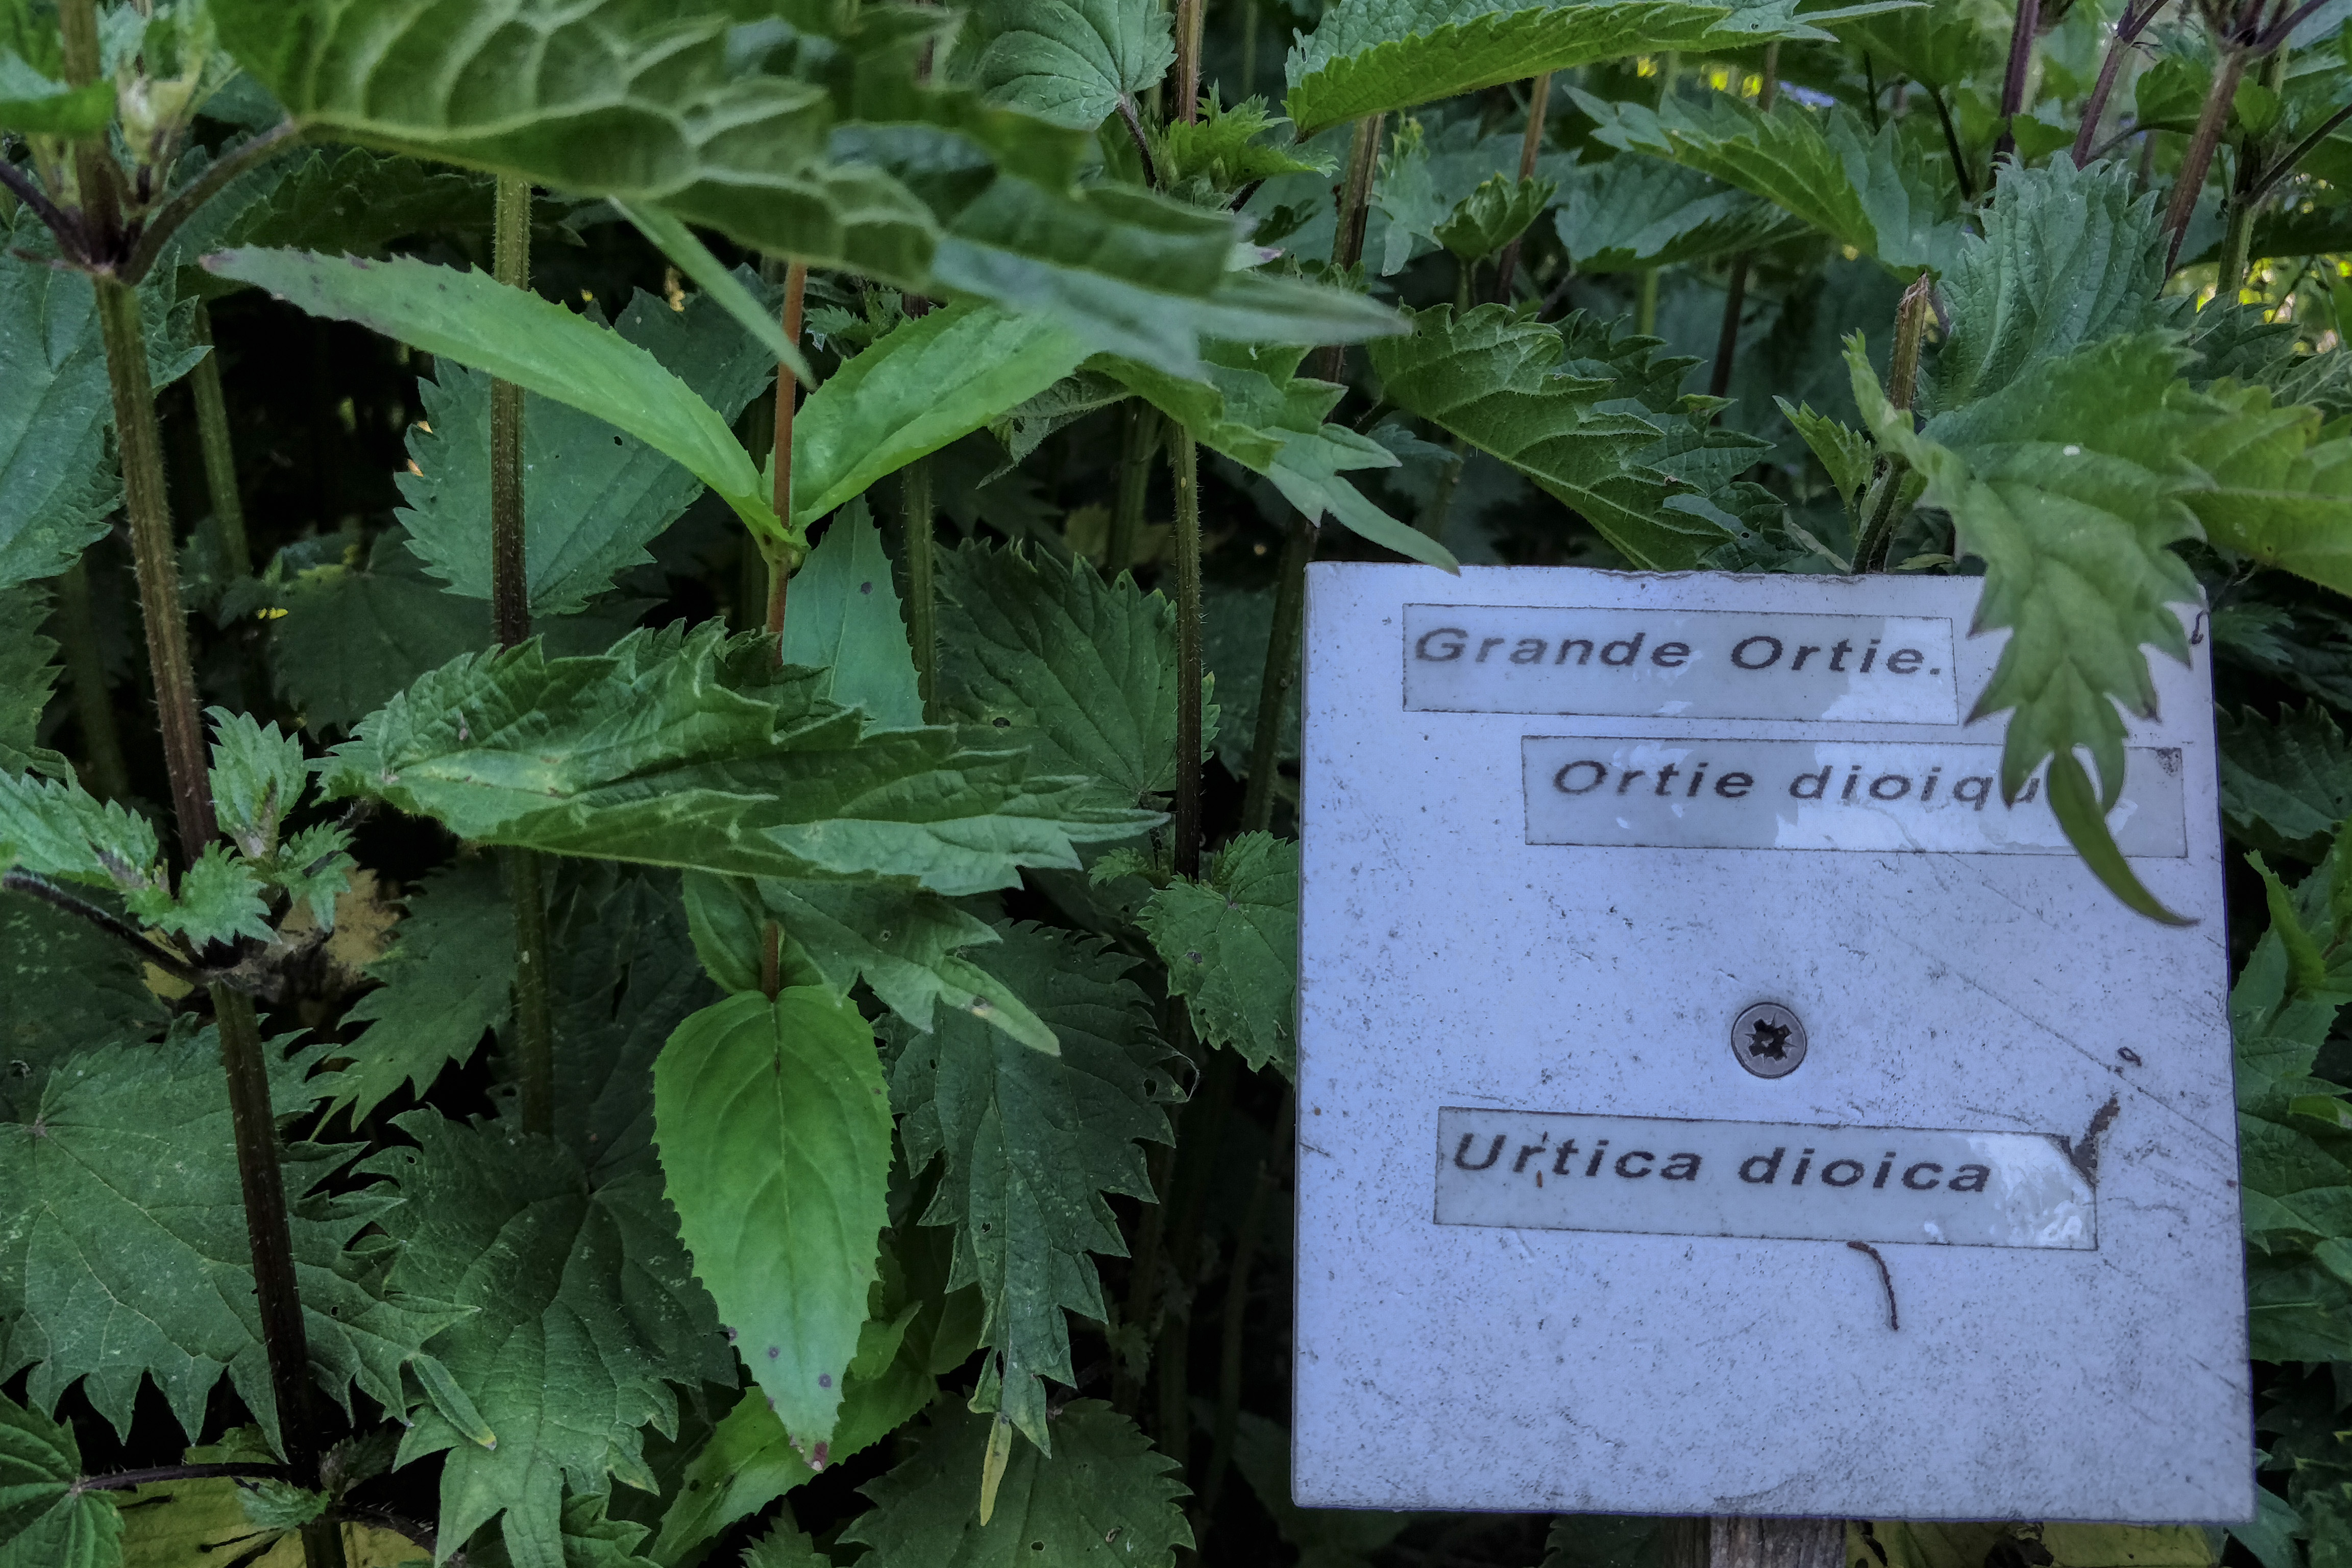 Grande Ortie.
Ortie dioiqu
Urtica dioica